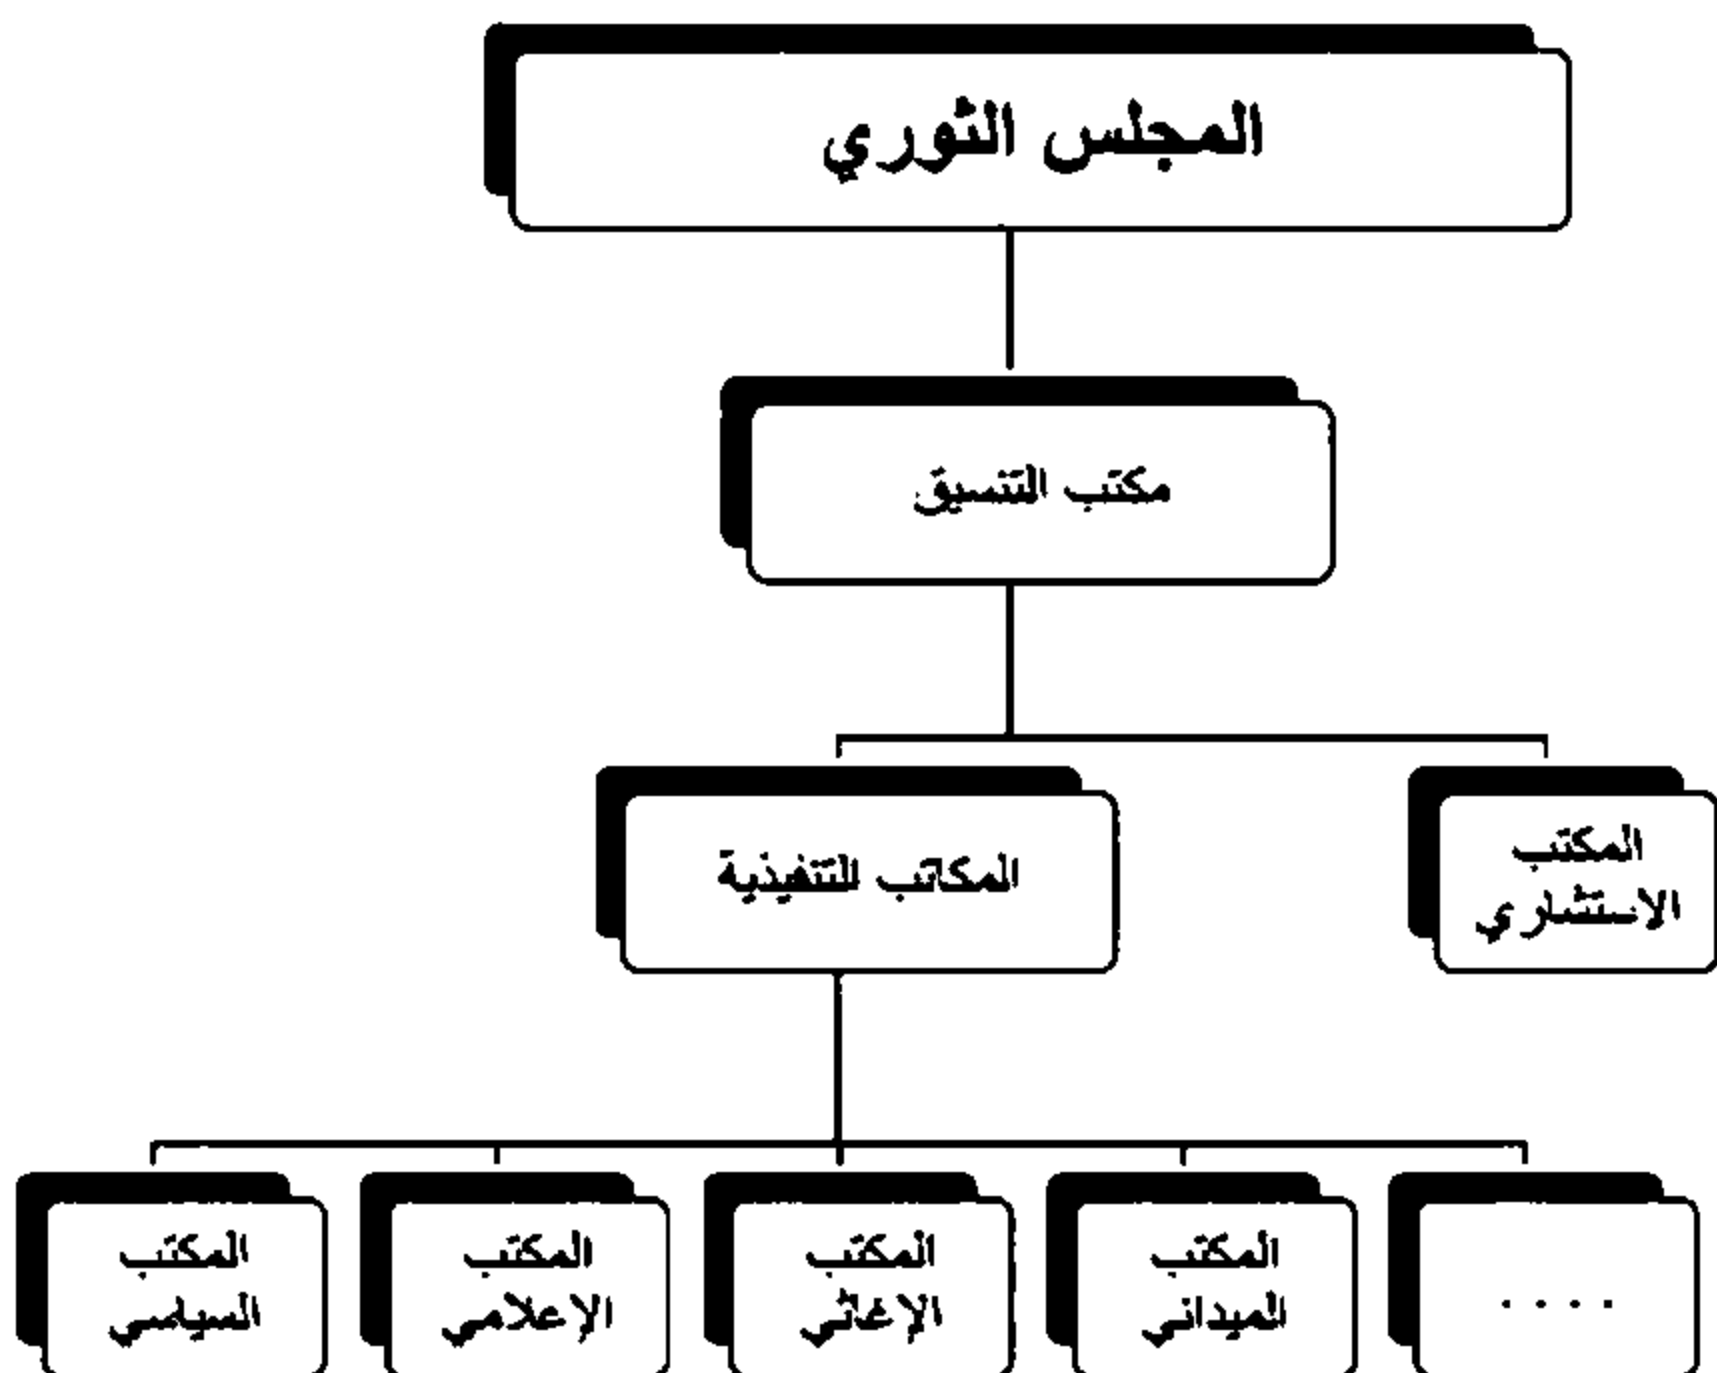 المجلس الثوري
مكتب التنسيق
المكتب
الاستشاري
المكاتب التنفيذية
. . . .
المكتب
الميداني
المكتب
الإغاثي
المكتب
الإعلامي
المكتب
السياسي